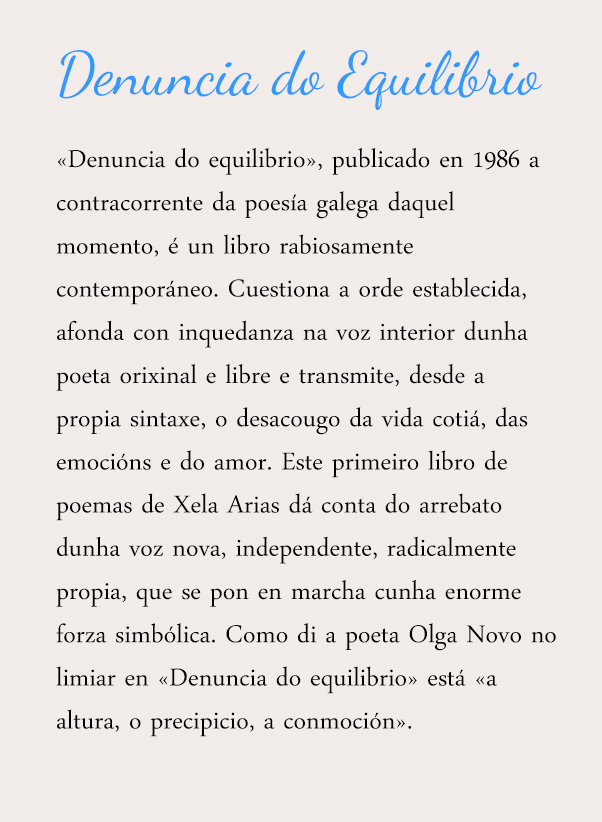 Denuncia do Equilibrio
«Denuncia do equilibrio», publicado en 1986 a
contracorrente da poesía galega daquel
momento, é un libro rabiosamente
contemporáneo. Cuestiona a orde establecida,
afonda con inquedanza na voz interior dunha
poeta orixinal e libre e transmite, desde a
propia sintaxe, o desacougo da vida cotiá, das
emocións e do amor. Este primeiro libro de
poemas de Xela Arias dá conta do arrebato
dunha voz nova, independente, radicalmente
propia, que se pon en marcha cunha enorme
forza simbólica. Como di a poeta Olga Novo no
limiar en «Denuncia do equilibrio» está «a
altura, o precipicio, a conmoción».